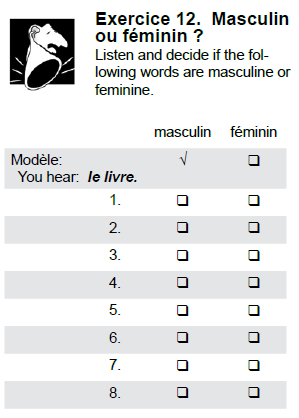 Exercice 12.  Masculin
ou féminin ?
Listen and decide if the fol-
lowing words are masculine or
feminine.
masculin féminin
Modèle: √ ❏
You hear: le livre.
1. ❏ ❏
2. ❏ ❏
3. ❏ ❏
4. ❏ ❏
5. ❏ ❏
6. ❏ ❏
7. ❏ ❏
8. ❏ ❏